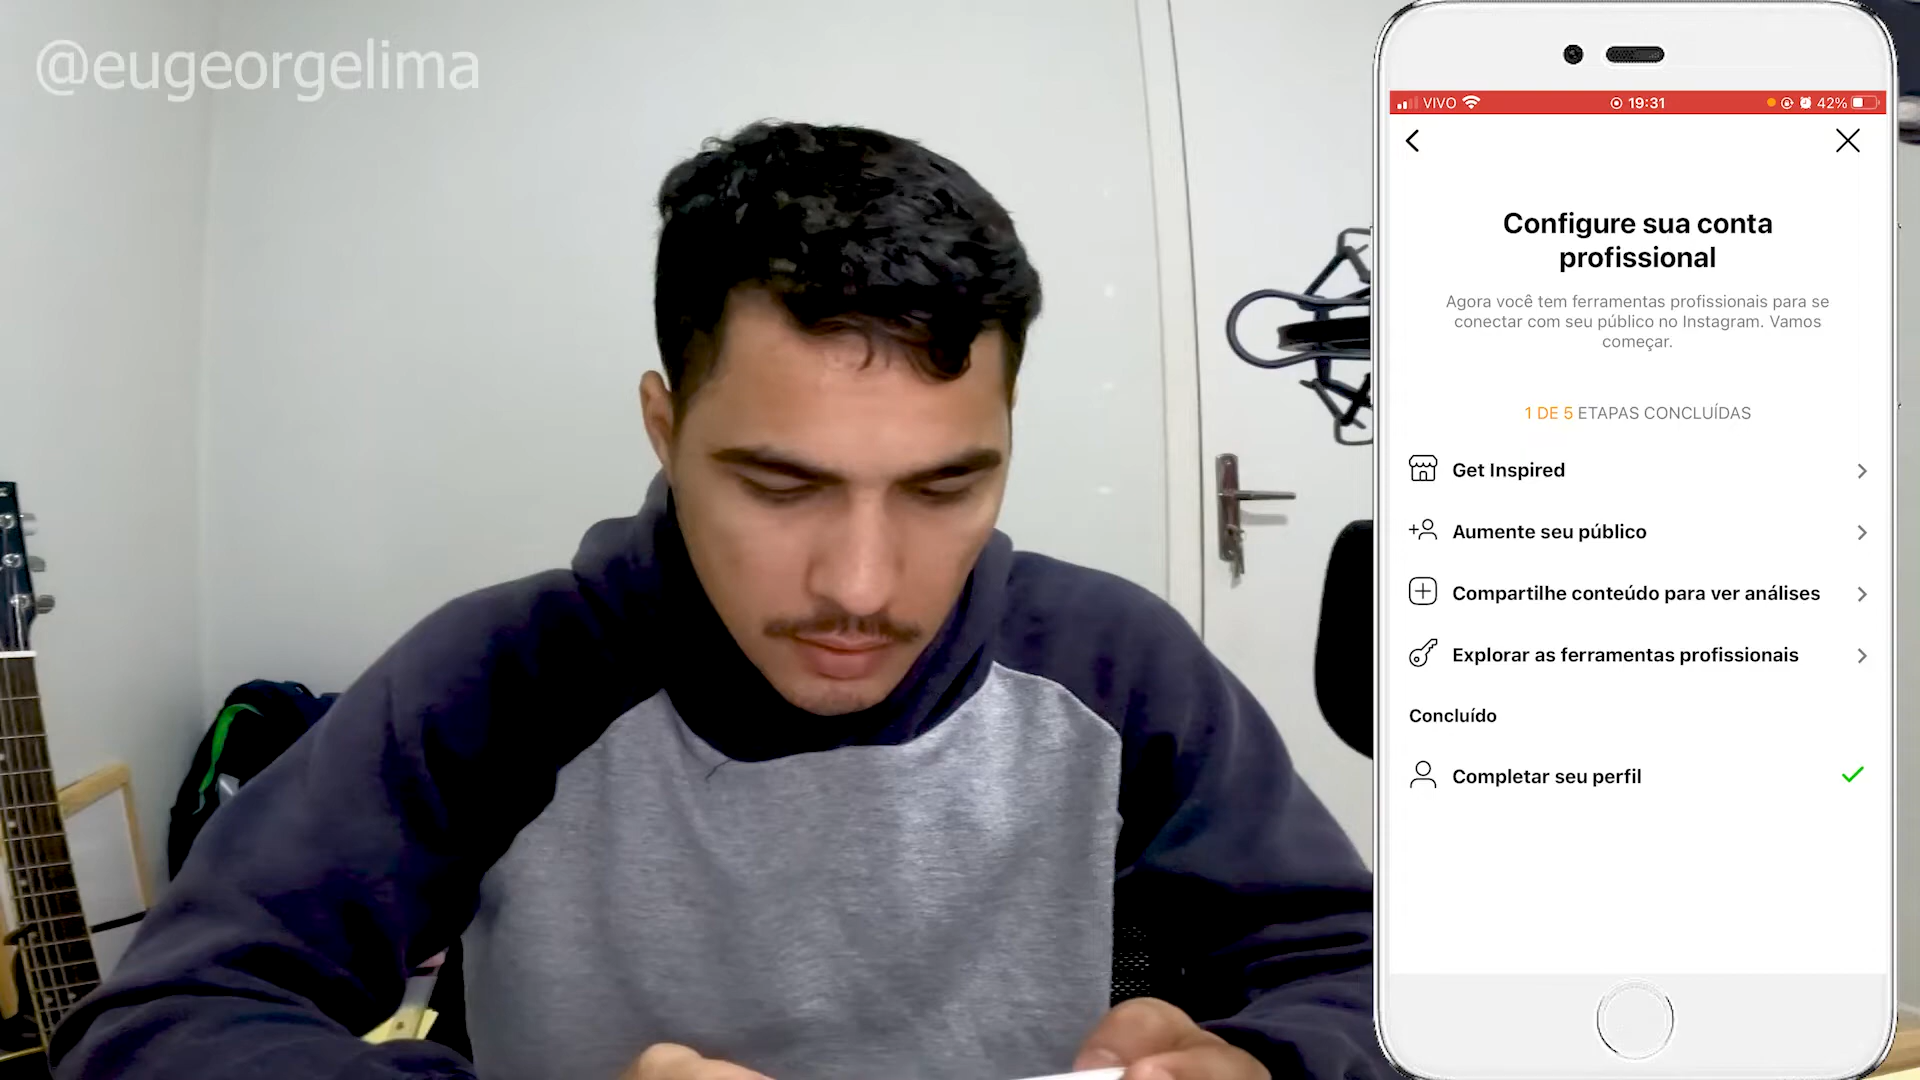 @eugeorgelima
VIVO
19:31
42%
Configure sua conta
profissional
Agora você tem ferramentas profissionais para se
conectar com seu público no Instagram. Vamos
começar.
1 DE 5 ETAPAS CONCLUÍDAS
Get Inspired
Aumente seu público
Compartilhe conteúdo para ver análises
Explorar as ferramentas profissionais
Concluído
Completar seu perfil